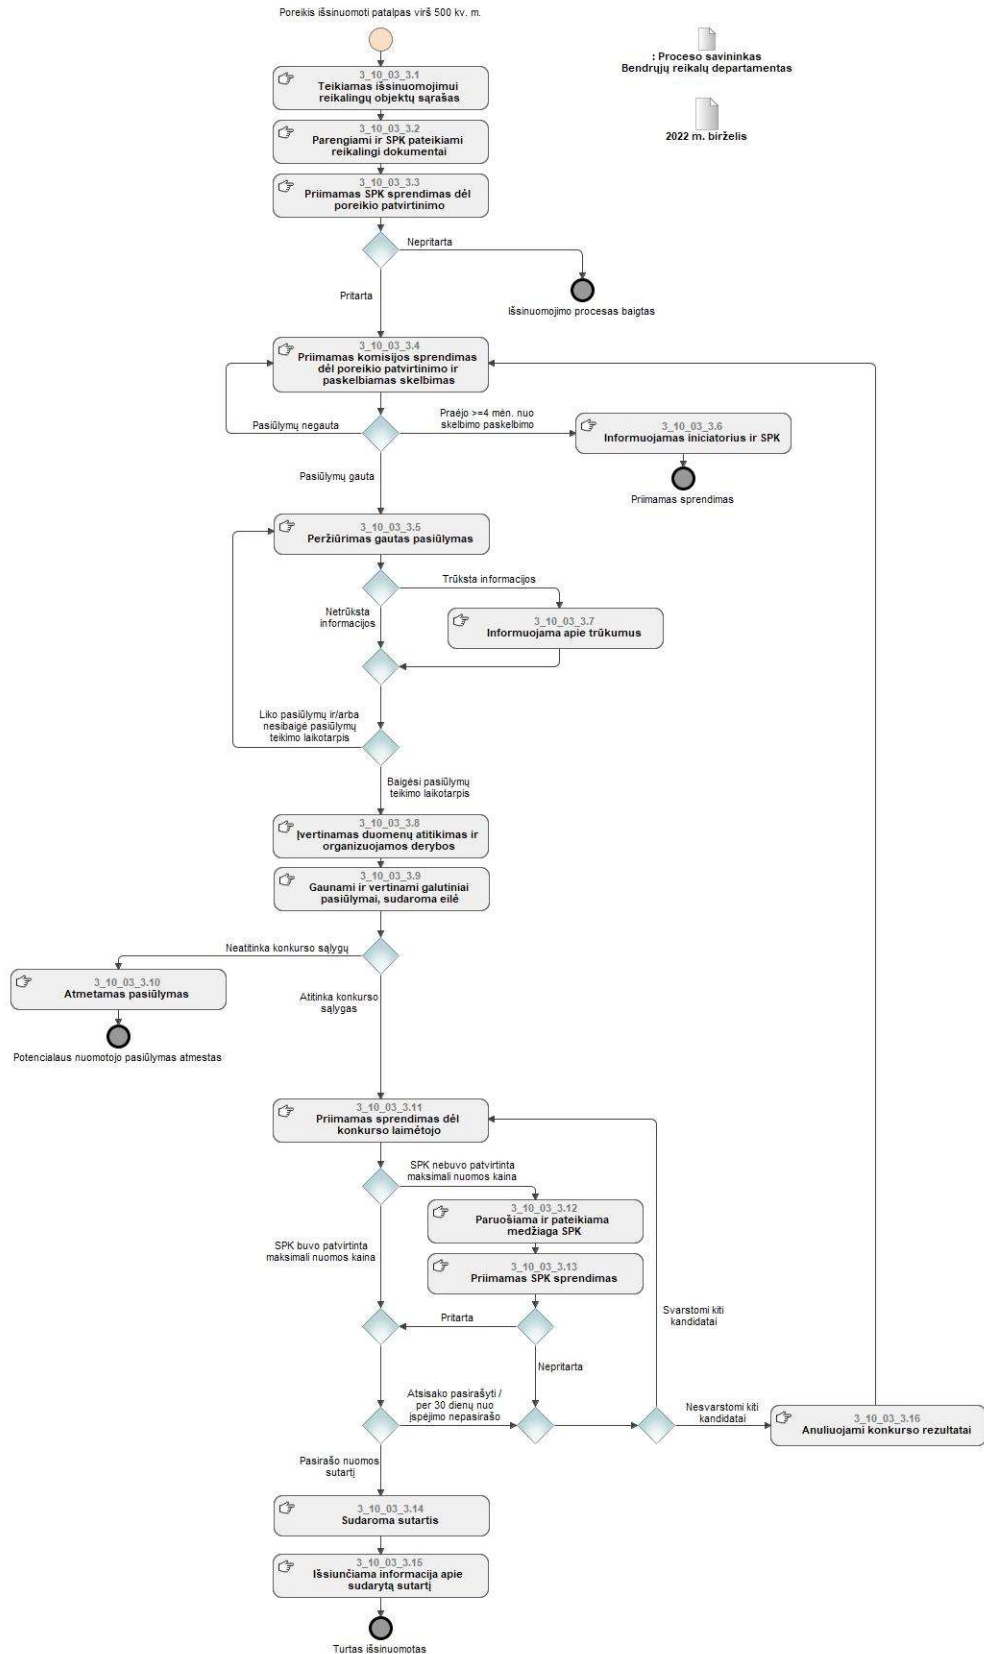 Poreikis išsinuomoti patalpas virš 500 kv. m.
: Proceso savininkas
Bendrųjų reikalų departamentas
2022 m. birželis
3_10_03_3.1
Teikiamas išsinuomojimui
reikalingų objektų sąrašas
3_10_03_3.2
Parengiami ir SPK pateikiami
reikalingi dokumentai
3_10_03_3.3
Priimamas SPK sprendimas dėl
poreikio patvirtinimo
Nepritarta
Pritarta
Išsinuomojimo procesas baigtas
3_10_03_3.4
Priimamas komisijos sprendimas
dėl poreikio patvirtinimo ir
paskelbiamas skelbimas
Pasiūlymų negauta
Praėjo >=4 mėn. nuo
skelbimo paskelbimo
3_10_03_3.6
Informuojamas iniciatorius ir SPK
Pasiūlymų gauta
Priimamas sprendimas
3_10_03_3.5
Peržiūrimas gautas pasiūlymas
Trūksta informacijos
Netrūksta
informacijos
3_10_03_3.7
Informuojama apie trūkumus
Liko pasiūlymų ir/arba
nesibaigė pasiūlymų
teikimo laikotarpis
Baigėsi pasiūlymų
teikimo laikotarpis
3_10_03_3.8
Įvertinamas duomenų atitikimas ir
organizuojamos derybos
3_10_03_3.9
Gaunami ir vertinami galutiniai
pasiūlymai, sudaroma eilė
Neatitinka konkurso sąlygų
3_10_03_3.10
Atmetamas pasiūlymas
Atitinka konkurso
sąlygas
Potencialaus nuomotojo pasiūlymas atmestas
3_10_03_3.11
Priimamas sprendimas dėl
konkurso laimėtojo
SPK nebuvo patvirtinta
maksimali nuomos kaina
3_10_03_3.12
Paruošiama ir pateikiama
medžiaga SPK
SPK buvo patvirtinta
maksimali nuomos kaina
3_10_03_3.13
Priimamas SPK sprendimas
Svarstomi kiti
kandidatai
Pritarta
Nepritarta
Atsisako pasirašyti /
per 30 dienų nuo
įspėjimo nepasirašo
Nesvarstomi kiti
kandidatai
3_10_03_3.16
Anuliuojami konkurso rezultatai
Pasirašo nuomos
sutartį
3_10_03_3.14
Sudaroma sutartis
3_10_03_3.15
Išsiunčiama informacija apie
sudarytą sutartį
Turtas išsinuomotas